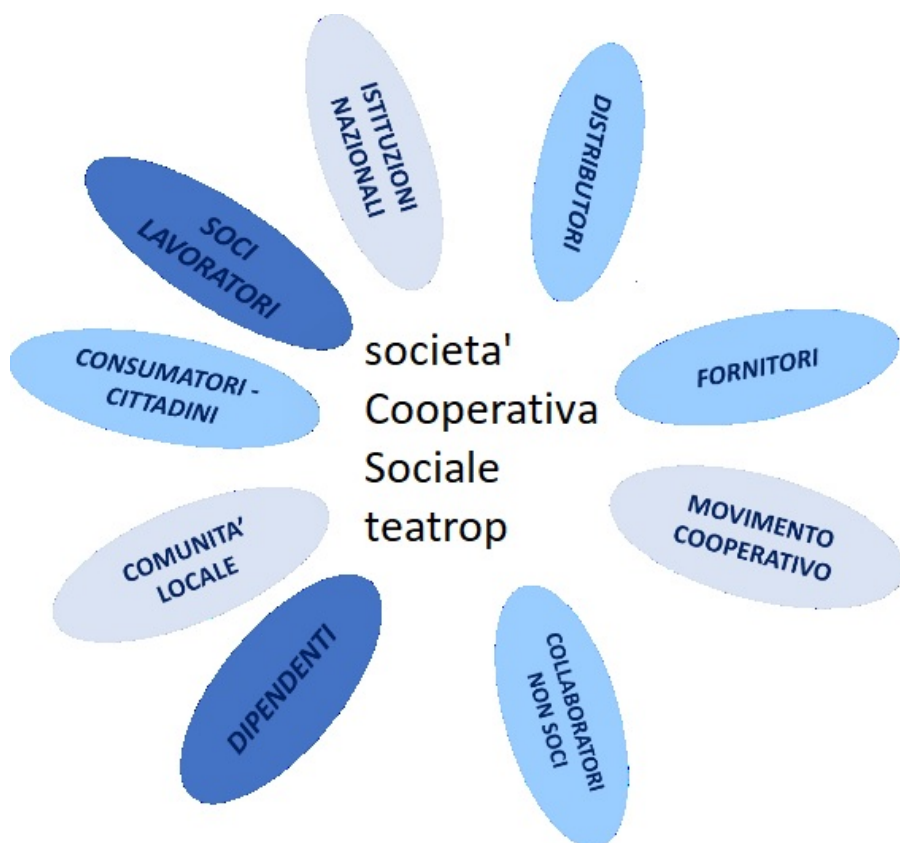 ISTITUZIONI
NAZIONALI
DISTRIBUTORI
SOCI
LAVORATORI
CONSUMATORI -
CITTADINI
societa'
Cooperativa
Sociale
teatrop
FORNITORI
MOVIMENTO
COOPERATIVO
COMUNITA'
LOCALE
DIPENDENTI
COLLABORATORI
NON SOCI